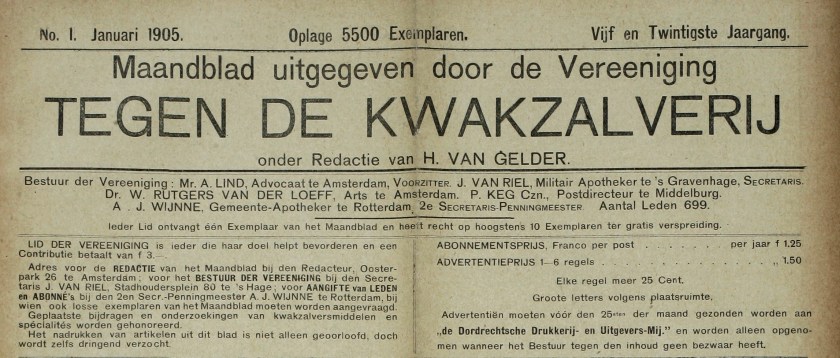 No. 1. Januari 1905. Oplage 5500 Exemplaren. Vijf en Twintigste Jaargang.
Maandblad uitgegeven door de Vereeniging
TEGEN DE KWAKZALVERIJ
onder Redactie van H. VAN GELDER.
Bestuur der Vereeniging: Mr. A. LIND, Advocaat te Amsterdam, VOORZITTER. J. VAN RIEL, Militair Apotheker te 's Gravenhage, SECRETARIS.
Dr. W. RUTGERS VAN DER LOEFF, Arts te Amsterdam. P. KEG Czn., Postdirecteur te Middelburg.
A. J. WIJNNE, Gemeente-Apotheker te Rotterdam, 2e SECRETARIS-PENNINGMEESTER. Aantal Leden 699.
Ieder Lid ontvangt één Exemplaar van het Maandblad en heeft recht op hoogstens 10 Exemplaren ter gratis verspreiding.
LID DER VEREENIGING is ieder die haar doel helpt bevorderen en een
Contributie betaalt van f 3.—
Adres voor de REDACTIE van het Maandblad bij den Redacteur, Ooster-
park 26 te Amsterdam; voor het BESTUUR DER VEREENIGING bij den Secre-
taris J. VAN RIEL, Stadhoudersplein 80 te 's Hage; voor AANGIFTE van LEDEN
en ABONNÉ's bij den 2en Secr.-Penningmeester A. J. WIJNNE te Rotterdam, bij
wien ook losse exemplaren van het Maandblad moeten worden aangevraagd.
Geplaatste bijdragen en onderzoekingen van kwakzalversmiddelen en
spécialités worden gehonoreerd.
Het nadrukken van artikelen uit dit blad is niet alleen geoorloofd, doch
wordt zelfs dringend verzocht.
ABONNEMENTSPRIJS, Franco per post . . . . . . . . . per jaar f 1.25
ADVERTENTIEPRIJS 1—6 regels . . . . . . . . . . . . . „ 1.50
Elke regel meer 25 Cent.
Groote letters volgens plaatsruimte.
Advertentiën moeten vóór den 25sten der maand gezonden worden aan
„de Dordrechtsche Drukkerij- en Uitgevers-Mij." en worden alleen opgeno-
men wanneer het Bestuur tegen den inhoud geen bezwaar heeft.